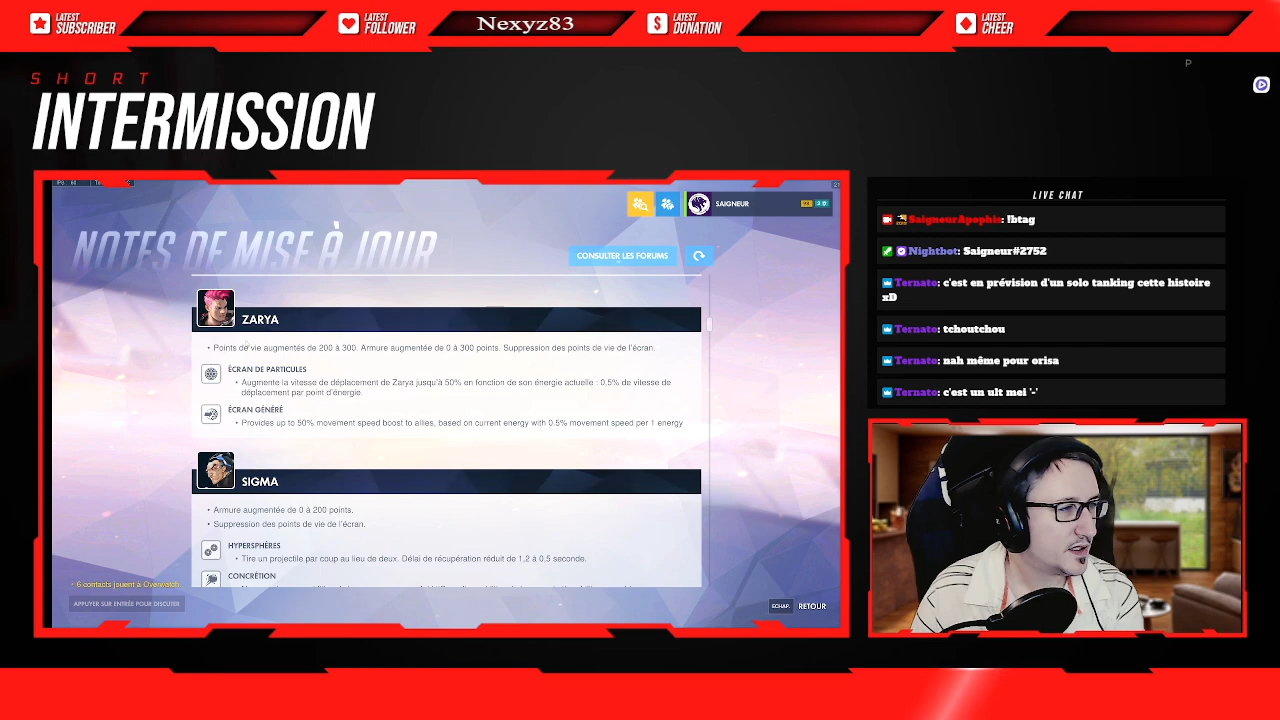 LATEST
SUBSCRIBER
LATEST
FOLLOWER
Nexyz83
LATEST
DONATION
LATEST
CHEER
P
SHORT
INTERMISSION
SAIGNEUR
NOTES DE MISE À JOUR
CONSULTER LES FORUMS
ZARYA
• Points de vie augmentés de 200 à 300. Armure augmentée de 0 à 300 points. Suppression des points de vie de l'écran.
ÉCRAN DE PARTICULES
• Augmente la vitesse de déplacement de Zarya jusqu'à 50% en fonction de son énergie actuelle : 0,5% de vitesse de
déplacement par point d'énergie.
ÉCRAN GÉNÉRÉ
• Provides up to 50% movement speed boost to allies, based on current energy with 0.5% movement speed per 1 energy
SIGMA
• Armure augmentée de 0 à 200 points.
• Suppression des points de vie de l'écran.
HYPERSPHÈRES
• Tire un projectile par coup au lieu de deux. Délai de récupération réduit de 1,2 à 0,5 seconde.
CONCRÉTION
• 6 contacts jouent à Overwatch.
APPUYER SUR ENTRÉE POUR DISCUTER
ECHAP. RETOUR
LIVE CHAT
SaigneurApophis: !btag
Nightbot: Saigneur#2752
Ternato: c'est en prévision d'un solo tanking cette histoire
xD
Ternato: tchoutchou
Ternato: nah même pour orisa
Ternato: c'est un ult mei '-'